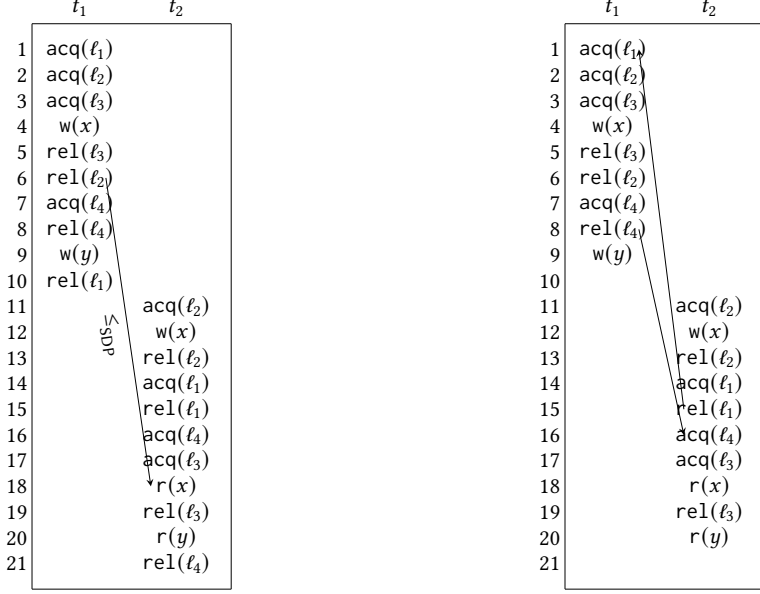 t₁ t₂
1 acq(ℓ₁)
2 acq(ℓ₂)
3 acq(ℓ₃)
4 w(x)
5 rel(ℓ₃)
6 rel(ℓ₂)
7 acq(ℓ₄)
8 rel(ℓ₄)
9 w(y)
10 rel(ℓ₁)
11 acq(ℓ₂)
12 w(x)
13 rel(ℓ₂)
14 acq(ℓ₁)
15 rel(ℓ₁)
16 acq(ℓ₄)
17 acq(ℓ₃)
18 r(x)
19 rel(ℓ₃)
20 r(y)
21 rel(ℓ₄)
≤SDP
t₁ t₂
1 acq(ℓ₁)
2 acq(ℓ₂)
3 acq(ℓ₃)
4 w(x)
5 rel(ℓ₃)
6 rel(ℓ₂)
7 acq(ℓ₄)
8 rel(ℓ₄)
9 w(y)
10
11 acq(ℓ₂)
12 w(x)
13 rel(ℓ₂)
14 acq(ℓ₁)
15 rel(ℓ₁)
16 acq(ℓ₄)
17 acq(ℓ₃)
18 r(x)
19 rel(ℓ₃)
20 r(y)
21